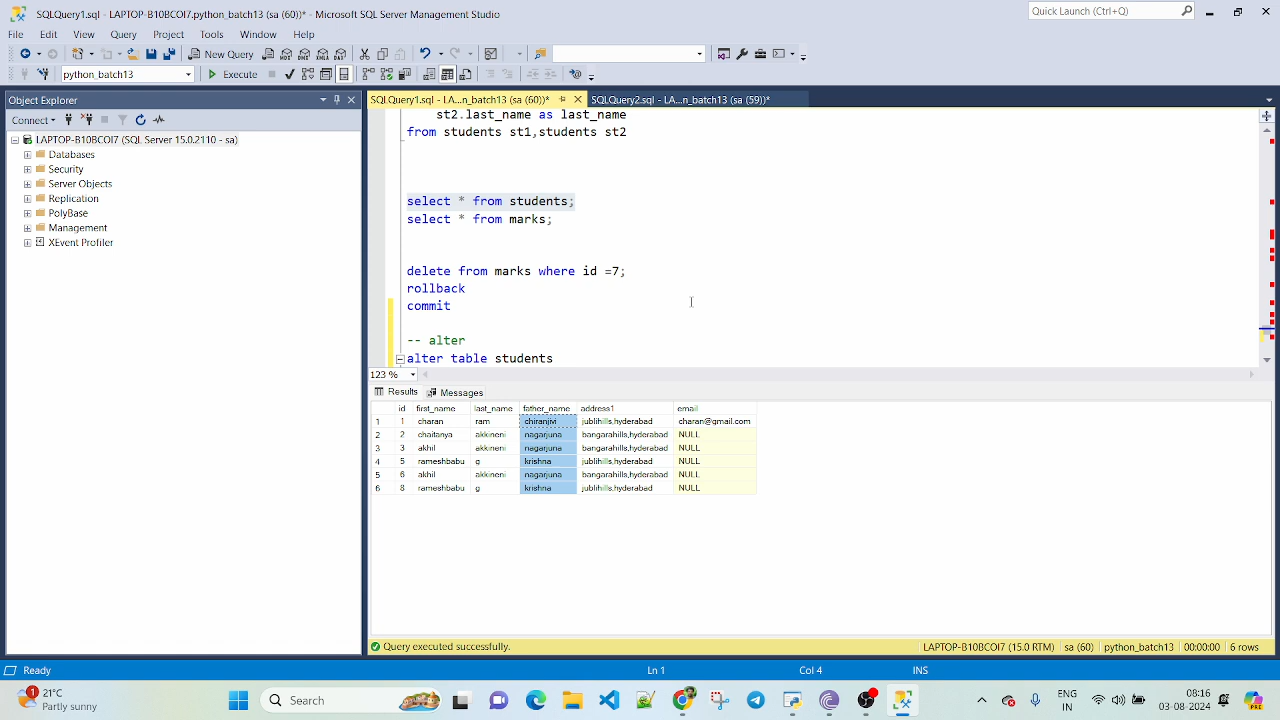 SQLQuery1.sql - LAPTOP-B10BCOI7.python_batch13 (sa (60))* - Microsoft SQL Server Management Studio
Quick Launch (Ctrl+Q)
File Edit View Query Project Tools Window Help
New Query
python_batch13 Execute
Object Explorer
SQLQuery1.sql - LA...n_batch13 (sa (60))* SQLQuery2.sql - LA...n_batch13 (sa (59))*
Connect
LAPTOP-B10BCOI7 (SQL Server 15.0.2110 - sa)
Databases
Security
Server Objects
Replication
PolyBase
Management
XEvent Profiler
st2.last_name as last_name
from students st1,students st2
select * from students;
select * from marks;
delete from marks where id =7;
rollback
commit
-- alter
alter table students
123 %
Results Messages
id first_name last_name father_name address1 email
1 1 charan ram chiranjivi jublihills,hyderabad charan@gmail.com
2 2 chaitanya akkineni nagarjuna bangarahills,hyderabad NULL
3 3 akhil akkineni nagarjuna bangarahills,hyderabad NULL
4 5 rameshbabu g krishna jublihills,hyderabad NULL
5 6 akhil akkineni nagarjuna bangarahills,hyderabad NULL
6 8 rameshbabu g krishna jublihills,hyderabad NULL
Query executed successfully. LAPTOP-B10BCOI7 (15.0 RTM) sa (60) python_batch13 00:00:00 6 rows
Ready Ln 1 Col 4 INS
1 21°C
Partly sunny
Search
ENG
IN
08:16
03-08-2024
PRE